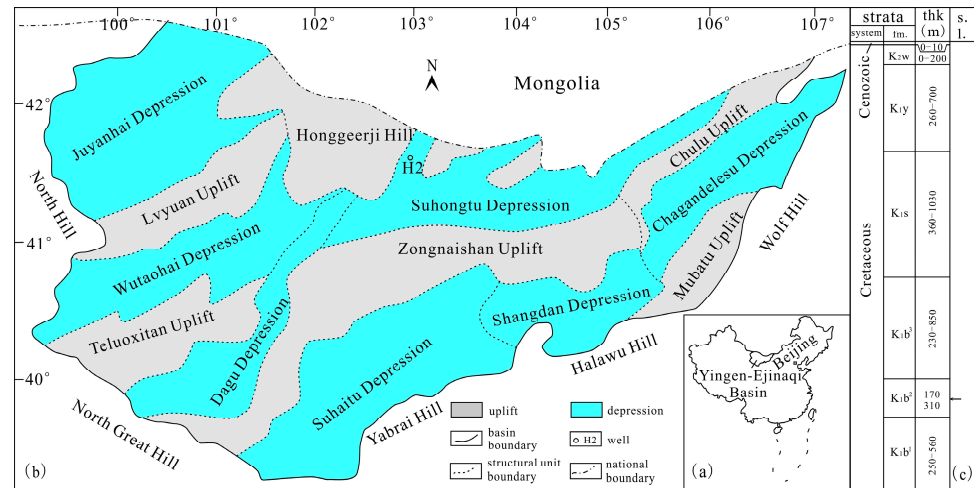 100° 101° 102° 103° 104° 105° 106° 107°
42°
41°
40°
N
Mongolia
Juyanhai Depression
Honggeerji Hill
H2
Chulu Uplift
Chagandelesu Depression
North Hill
Lvyuan Uplift
Suhongtu Depression
Wolf Hill
Wutaohai Depression
Zongnaishan Uplift
Mubatu Uplift
Teluoxitan Uplift
Dagu Depression
Shangdan Depression
Suhaitu Depression
Halawu Hill
Yabrai Hill
North Great Hill
uplift
depression
basin
boundary
H2 well
structural unit
boundary
national
boundary
(b)
Beijing
Yingen-Ejinaqi
Basin
(a)
strata thk s.
system fm. (m) l.
Cenozoic
0-10
K₂w 0-200
Cretaceous
K₁y 260-700
K₁s 360-1030
K₁b³ 230-850
K₁b² 170
310 ←
K₁b¹ 250-560
(c)